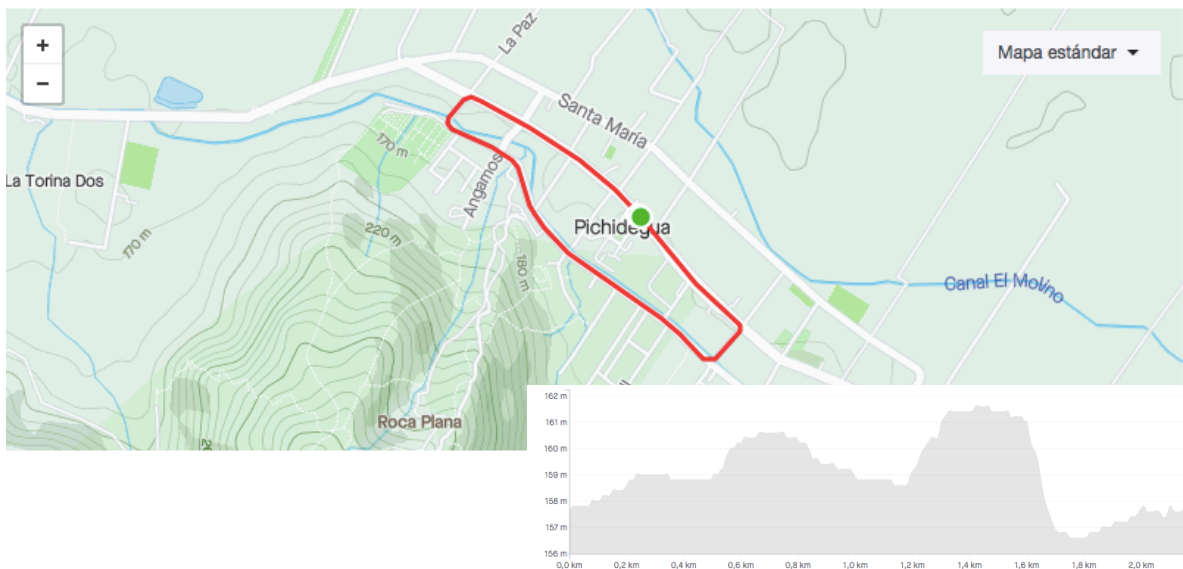 +
−
Mapa estándar
La Paz
Santa María
170 m
La Torina Dos
Angamos
Pichidegua
220 m
170 m
180 m
Canal El Molino
Roca Plana
162 m
161 m
160 m
159 m
158 m
157 m
156 m
0,0 km 0,2 km 0,4 km 0,6 km 0,8 km 1,0 km 1,2 km 1,4 km 1,6 km 1,8 km 2,0 km